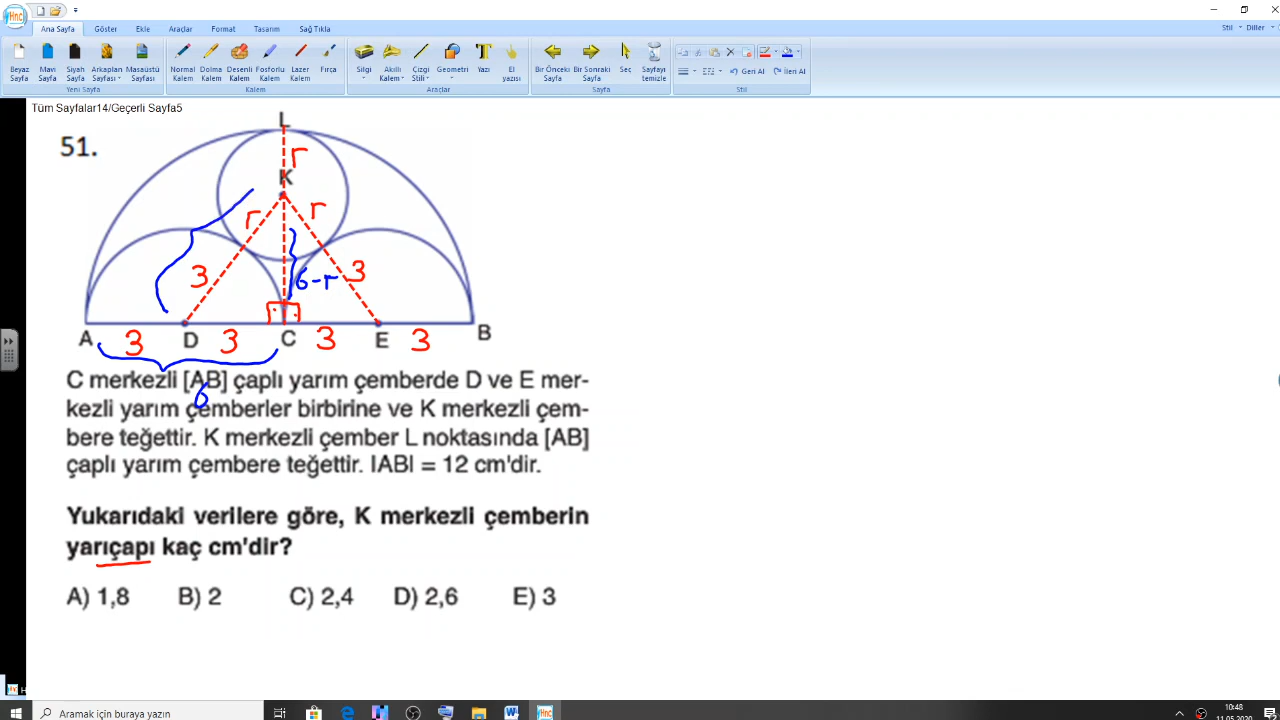 Ana Sayfa Göster Ekle Araçlar Format Tasarım Sağ Tıkla
Stil Diller
Beyaz Sayfa Mavi Sayfa Siyah Sayfa Arkaplan Sayfası Masaüstü Sayfası
Normal Kalem Dolma Kalem Desenli Kalem Fosforlu Kalem Lazer Kalem Fırça
Silgi Akıllı Kalem Çizgi Stili Geometri Yazı El yazısı
Bir Önceki Sayfa Bir Sonraki Sayfa Seç Sayfayı temizle
Geri Al İleri Al
Yeni Sayfa Kalem Araçlar Sayfa Stil
Tüm Sayfalar14/Geçerli Sayfa5
51.
L
r
K
r r
3 3
6-r
A D C E B
3 3 3 3
6
C merkezli [AB] çaplı yarım çemberde D ve E mer-
kezli yarım çemberler birbirine ve K merkezli çem-
bere teğettir. K merkezli çember L noktasında [AB]
çaplı yarım çembere teğettir. IABI = 12 cm'dir.
Yukarıdaki verilere göre, K merkezli çemberin
yarıçapı kaç cm'dir?
A) 1,8 B) 2 C) 2,4 D) 2,6 E) 3
Aramak için buraya yazın
10:48
11.05.2020